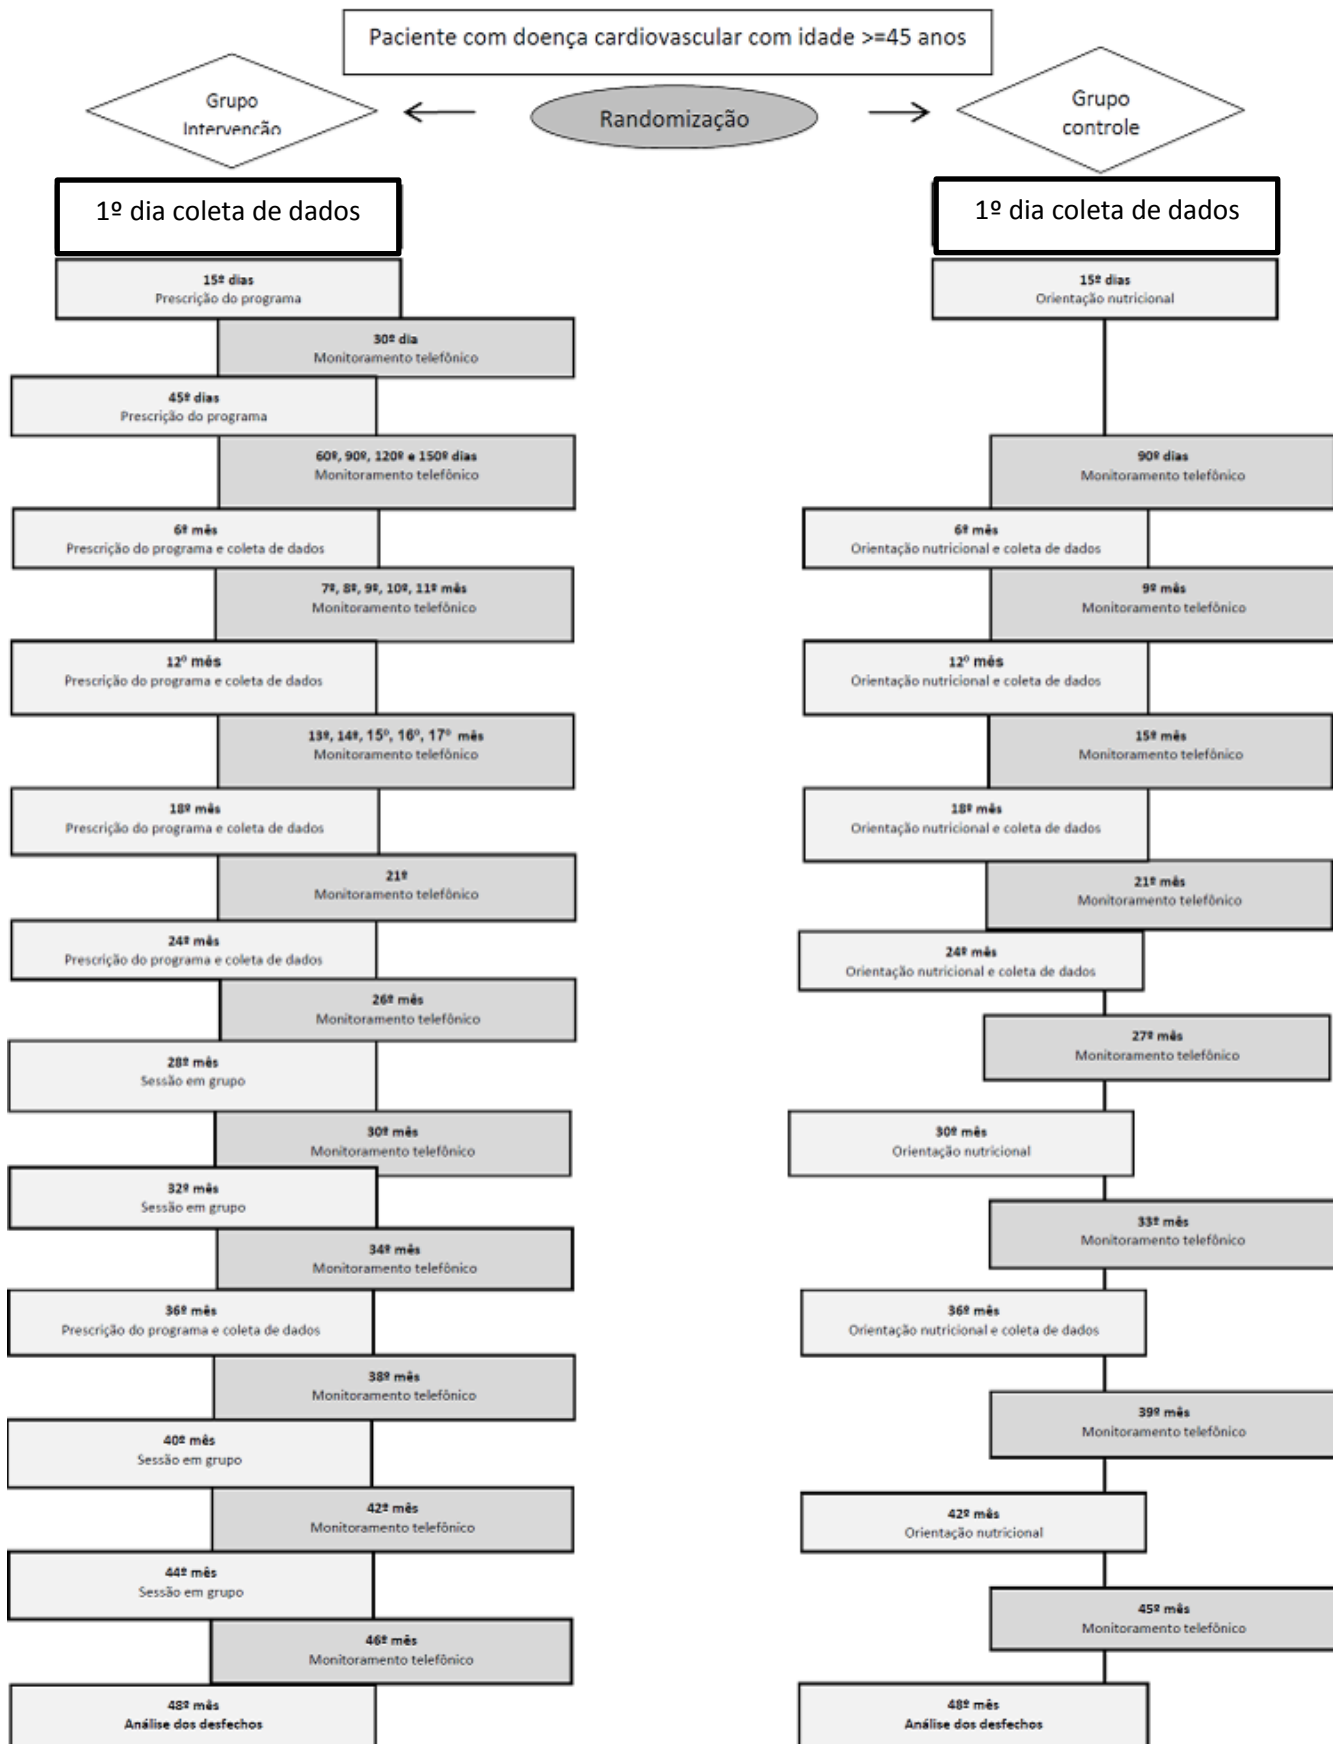 Paciente com doença cardiovascular com idade >=45 anos
Grupo
Intervenção
Randomização
Grupo
controle
1º dia coleta de dados
15º dias
Prescrição do programa
30º dia
Monitoramento telefônico
45º dias
Prescrição do programa
60º, 90º, 120º e 150º dias
Monitoramento telefônico
6º mês
Prescrição do programa e coleta de dados
7º, 8º, 9º, 10º, 11º mês
Monitoramento telefônico
12º mês
Prescrição do programa e coleta de dados
13º, 14º, 15º, 16º, 17º mês
Monitoramento telefônico
18º mês
Prescrição do programa e coleta de dados
21º
Monitoramento telefônico
24º mês
Prescrição do programa e coleta de dados
26º mês
Monitoramento telefônico
28º mês
Sessão em grupo
30º mês
Monitoramento telefônico
32º mês
Sessão em grupo
34º mês
Monitoramento telefônico
36º mês
Prescrição do programa e coleta de dados
38º mês
Monitoramento telefônico
40º mês
Sessão em grupo
42º mês
Monitoramento telefônico
44º mês
Sessão em grupo
46º mês
Monitoramento telefônico
48º mês
Análise dos desfechos
1º dia coleta de dados
15º dias
Orientação nutricional
90º dias
Monitoramento telefônico
6º mês
Orientação nutricional e coleta de dados
9º mês
Monitoramento telefônico
12º mês
Orientação nutricional e coleta de dados
15º mês
Monitoramento telefônico
18º mês
Orientação nutricional e coleta de dados
21º mês
Monitoramento telefônico
24º mês
Orientação nutricional e coleta de dados
27º mês
Monitoramento telefônico
30º mês
Orientação nutricional
33º mês
Monitoramento telefônico
36º mês
Orientação nutricional e coleta de dados
39º mês
Monitoramento telefônico
42º mês
Orientação nutricional
45º mês
Monitoramento telefônico
48º mês
Análise dos desfechos